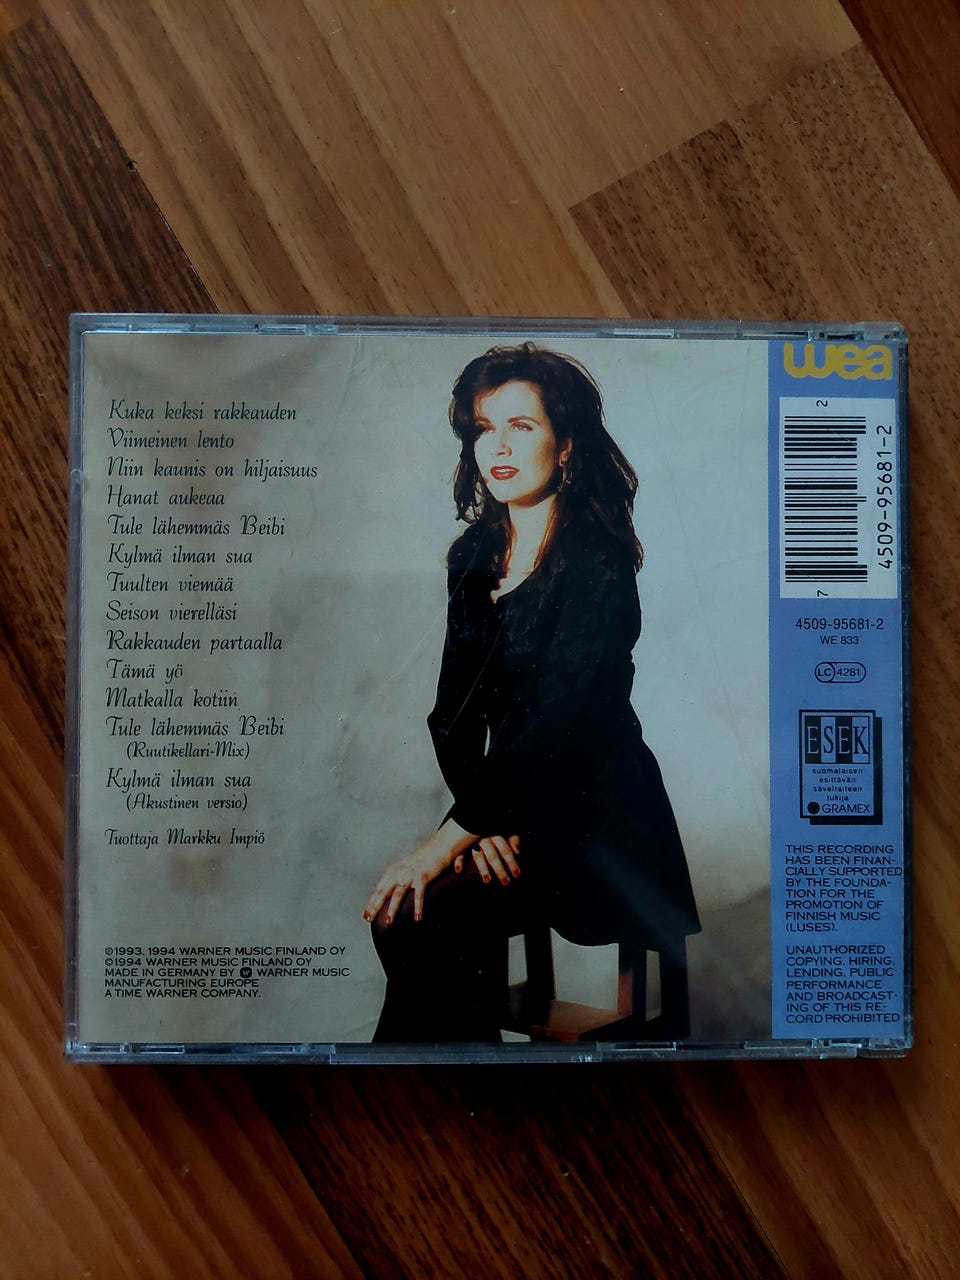 Kuka keksi rakkauden
Viimeinen lento
Niin kaunis on hiljaisuus
Hanat aukeaa
Tule lähemmäs Beibi
Kylmä ilman sua
Tuulten viemää
Seison vierelläsi
Rakkauden partaalla
Tämä yö
Matkalla kotiin
Tule lähemmäs Beibi
(Ruutikellari-Mix)
Kylmä ilman sua
(Akustinen versio)
Tuottaja Markku Impiö
©1993, 1994 WARNER MUSIC FINLAND OY
©1994 WARNER MUSIC FINLAND OY
MADE IN GERMANY BY W WARNER MUSIC
MANUFACTURING EUROPE
A TIME WARNER COMPANY.
wea
2
7
4509-95681-2
4509-95681-2
WE 833
LC 4281
ESEK
suomalaisen
esittävän
säveltaiteen
tukija
GRAMEX
THIS RECORDING
HAS BEEN FINAN-
CIALLY SUPPORTED
BY THE FOUNDA-
TION FOR THE
PROMOTION OF
FINNISH MUSIC
(LUSES).
UNAUTHORIZED
COPYING, HIRING,
LENDING, PUBLIC
PERFORMANCE
AND BROADCAST-
ING OF THIS RE-
CORD PROHIBITED